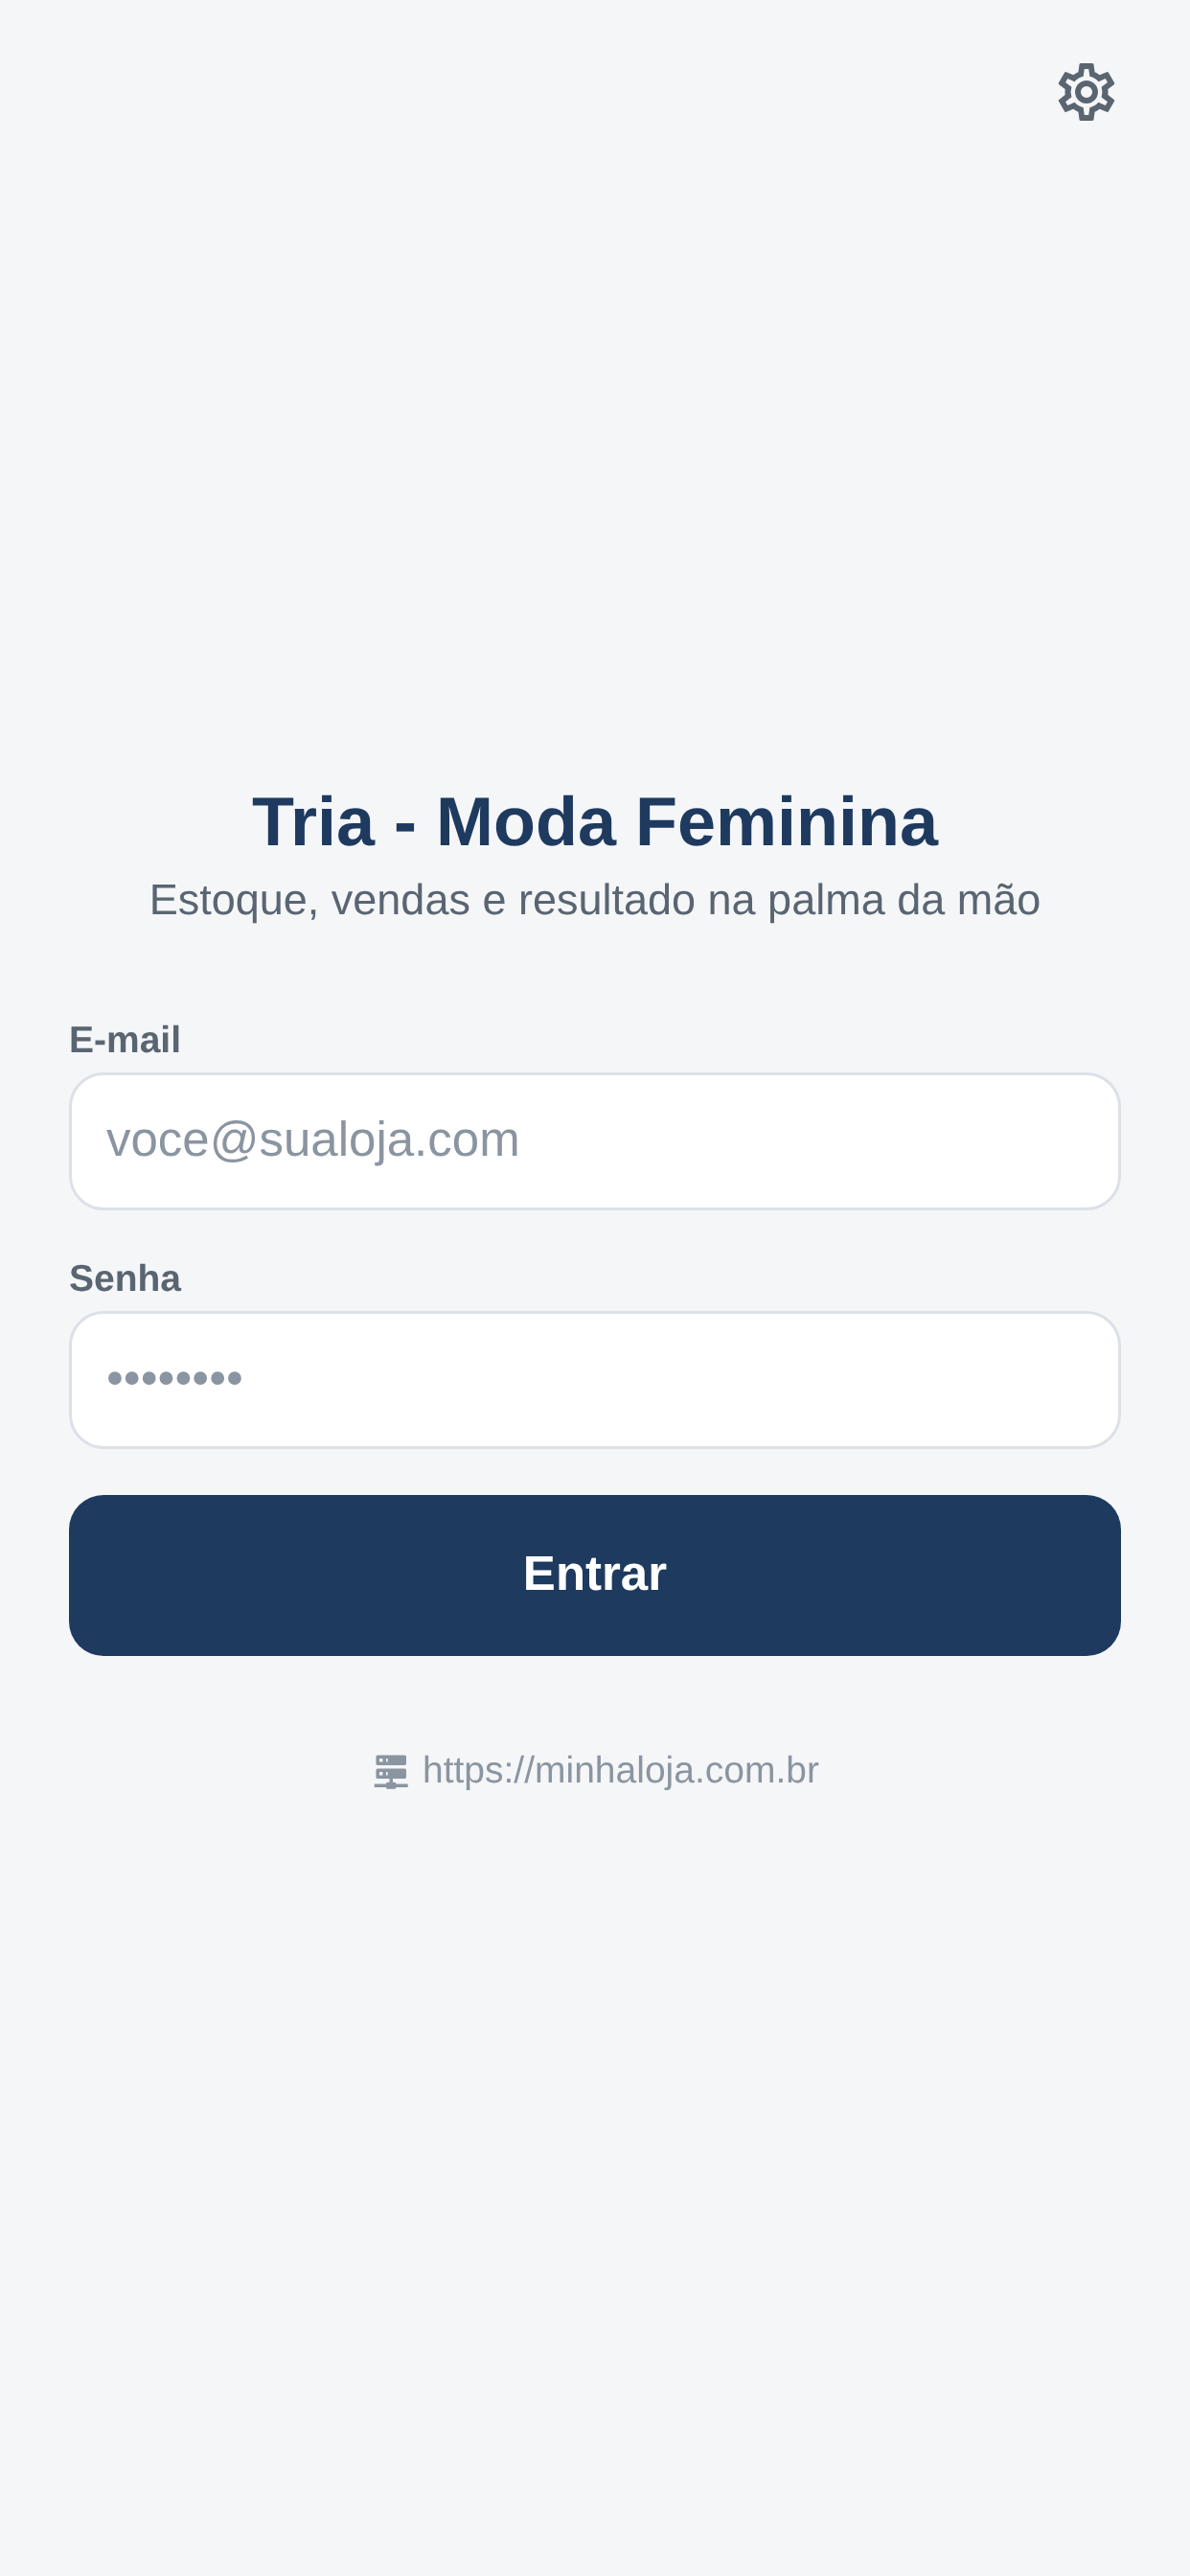 Tria - Moda Feminina
Estoque, vendas e resultado na palma da mão
E-mail
voce@sualoja.com
Senha
••••••••
Entrar
https://minhaloja.com.br